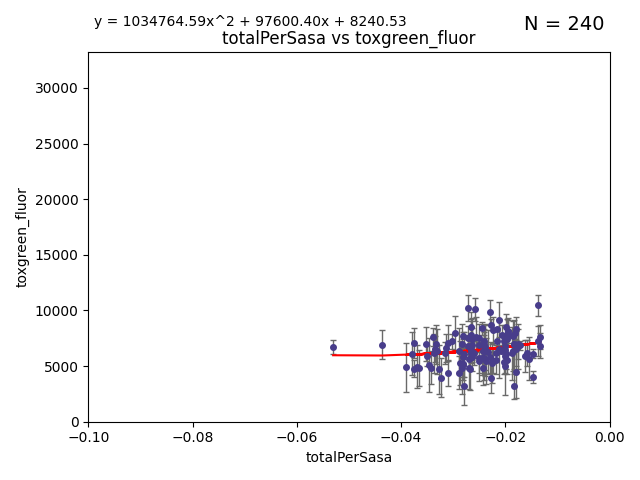 y = 1034764.59x^2 + 97600.40x + 8240.53
N = 240
totalPerSasa vs toxgreen_fluor
30000
25000
20000
15000
10000
5000
0
toxgreen_fluor
−0.10
−0.08
−0.06
−0.04
−0.02
0.00
totalPerSasa